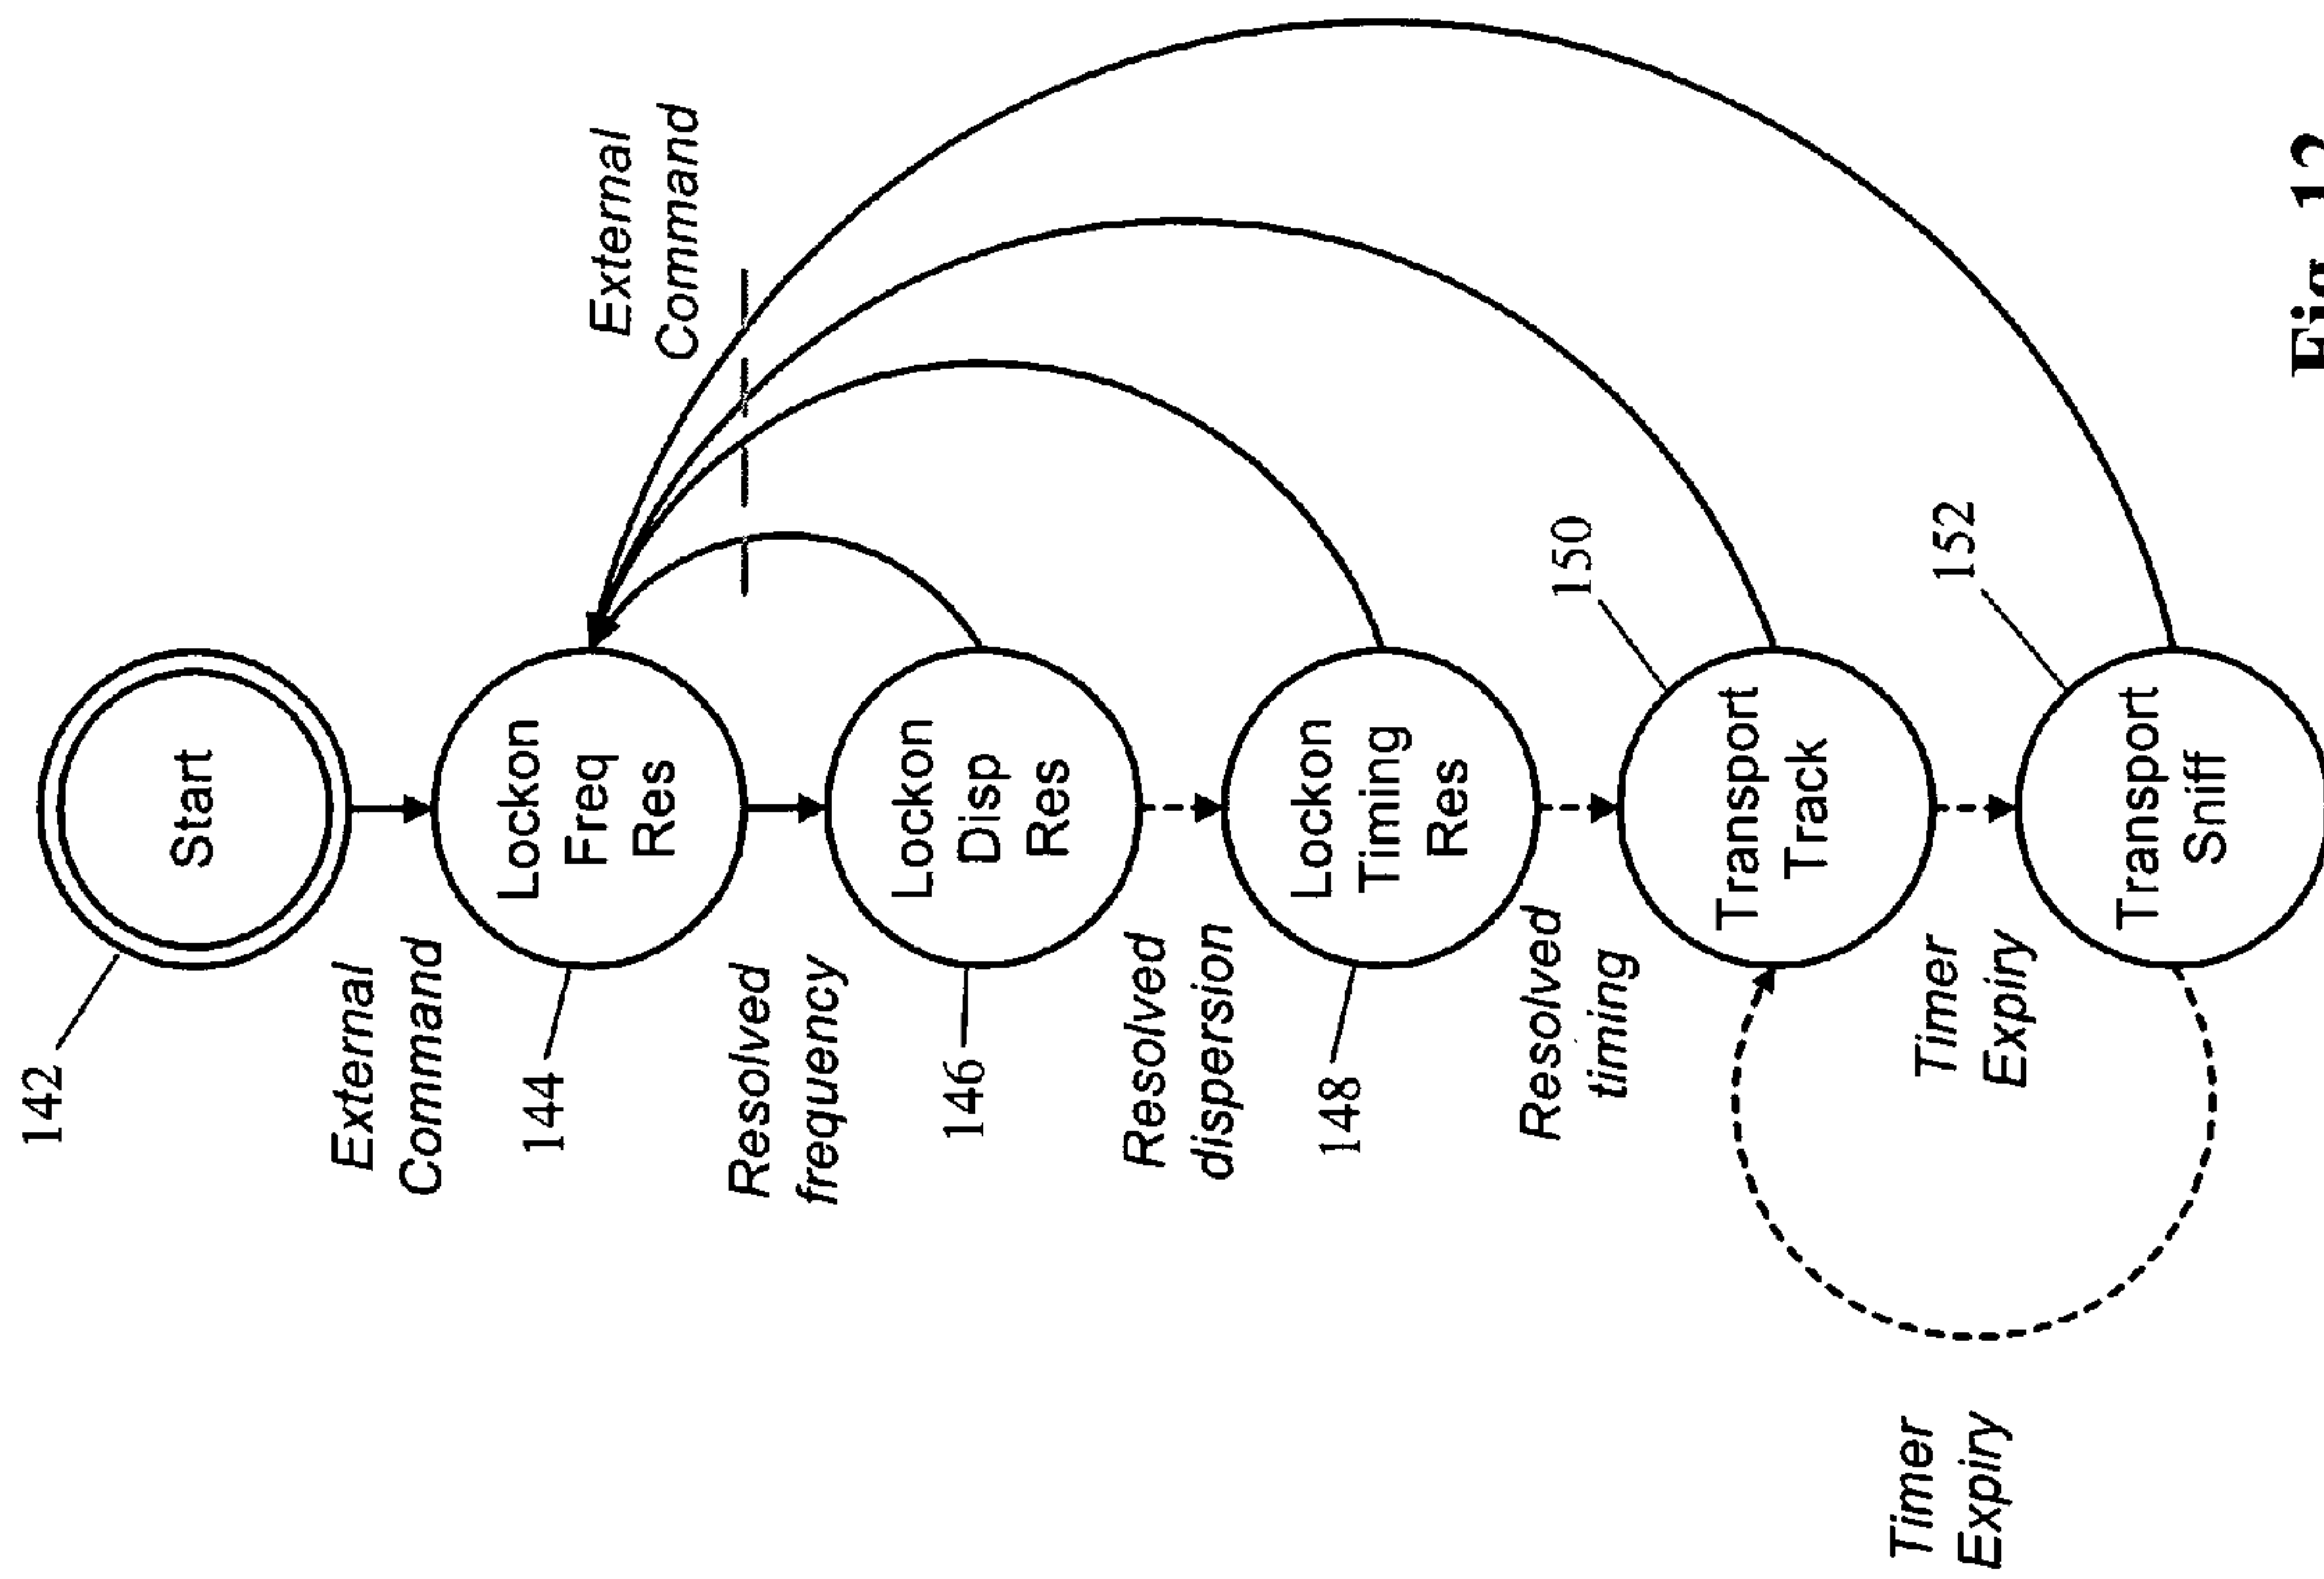 142
Start
External
Command
144
Lockon
Freq
Res
External
Command
Resolved
frequency
146
Lockon
Disp
Res
Resolved
dispersion
148
Lockon
Timing
Res
Resolved
timing
150
Transport
Track
Timer
Expiry
Timer
Expiry
152
Transport
Sniff